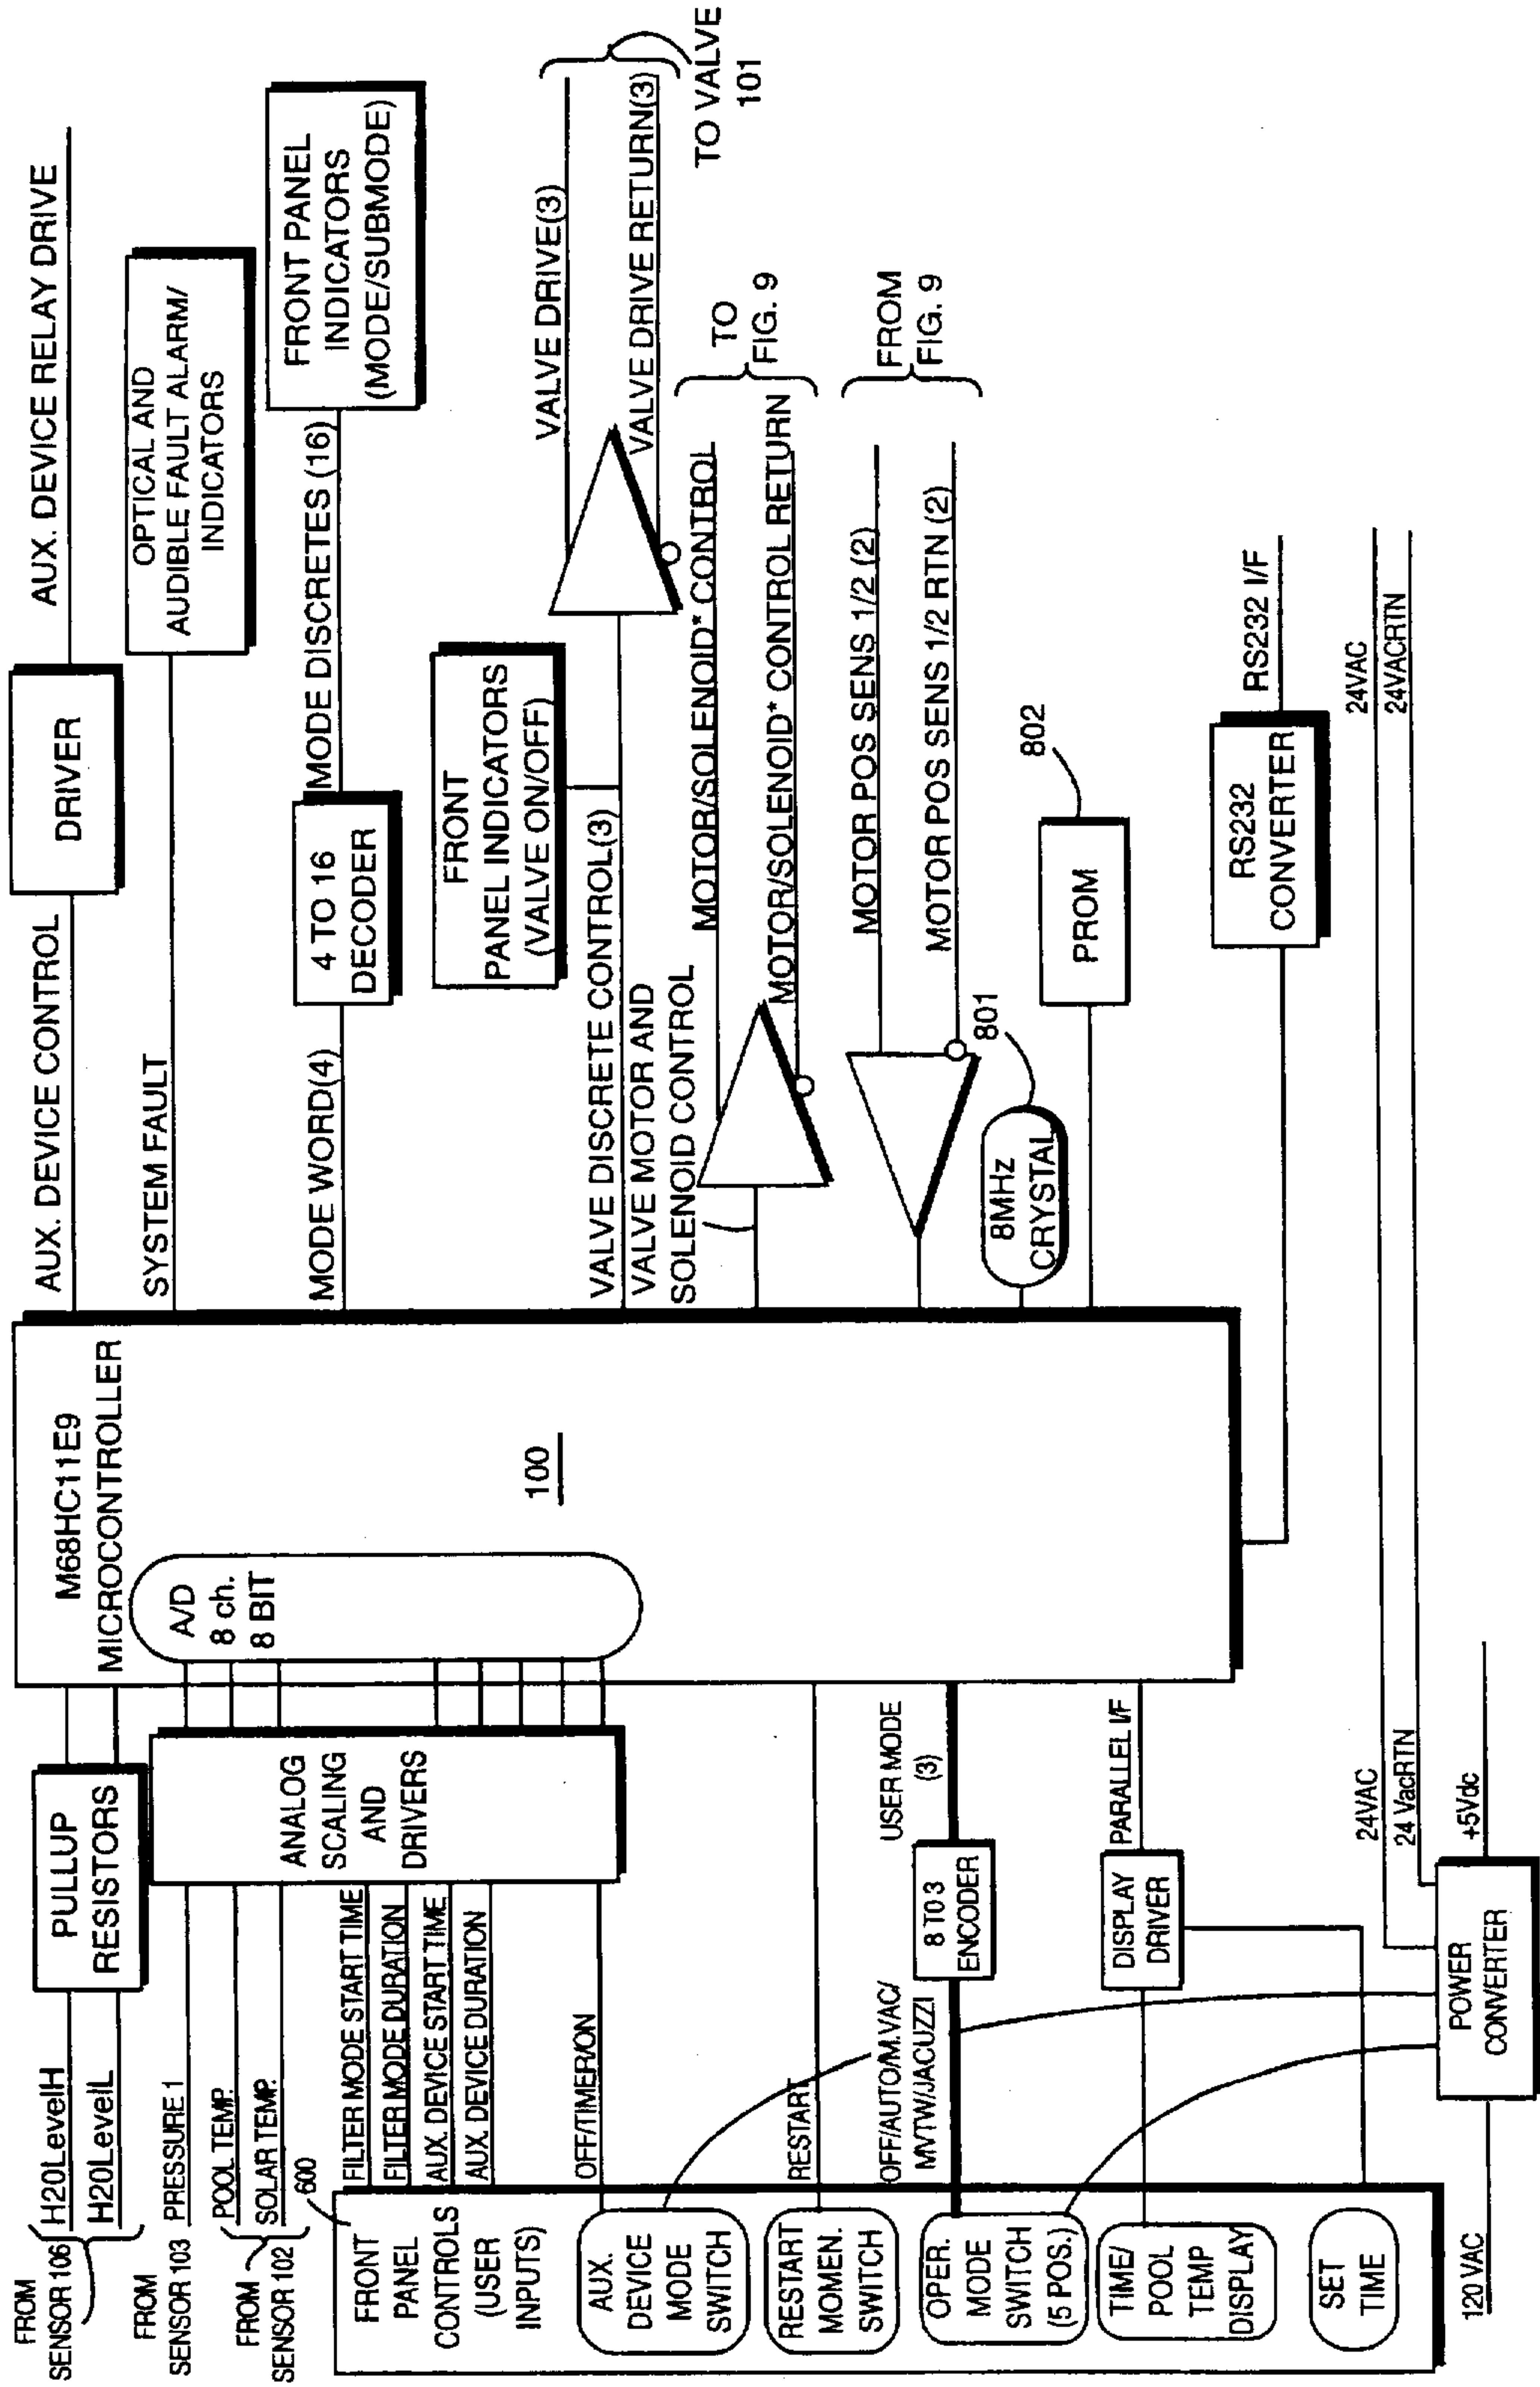 FROM
SENSOR 106
H20LevelH
H20LevelL
PULLUP
RESISTORS
FROM
SENSOR 103
PRESSURE 1
FROM
SENSOR 102
POOL TEMP.
SOLAR TEMP.
600
FRONT
PANEL
CONTROLS
(USER
INPUTS)
FILTER MODE START TIME
FILTER MODE DURATION
AUX. DEVICE START TIME
AUX. DEVICE DURATION
ANALOG
SCALING
AND
DRIVERS
AUX.
DEVICE
MODE
SWITCH
OFF/TIMER/ON
RESTART
MOMEN.
SWITCH
RESTART
OPER.
MODE
SWITCH
(5 POS.)
OFF/AUTO/M.VAC/
MVTW/JACUZZI
8 TO 3
ENCODER
USER MODE
(3)
TIME/
POOL
TEMP
DISPLAY
DISPLAY
DRIVER
PARALLEL I/F
SET
TIME
120 VAC
POWER
CONVERTER
24VAC
24 VacRTN
+5Vdc
M68HC11E9
MICROCONTROLLER
A/D
8 ch.
8 BIT
100
AUX. DEVICE CONTROL
DRIVER
AUX. DEVICE RELAY DRIVE
SYSTEM FAULT
OPTICAL AND
AUDIBLE FAULT ALARM/
INDICATORS
MODE WORD(4)
4 TO 16
DECODER
MODE DISCRETES (16)
FRONT PANEL
INDICATORS
(MODE/SUBMODE)
FRONT
PANEL INDICATORS
(VALVE ON/OFF)
VALVE DISCRETE CONTROL(3)
VALVE DRIVE(3)
VALVE DRIVE RETURN(3)
TO VALVE
101
VALVE MOTOR AND
SOLENOID CONTROL
MOTOR/SOLENOID* CONTROL
MOTOR/SOLENOID* CONTROL RETURN
TO
FIG. 9
MOTOR POS SENS 1/2 (2)
MOTOR POS SENS 1/2 RTN (2)
FROM
FIG. 9
8MHz
CRYSTAL
801
PROM
802
RS232
CONVERTER
RS232 I/F
24VAC
24VACRTN